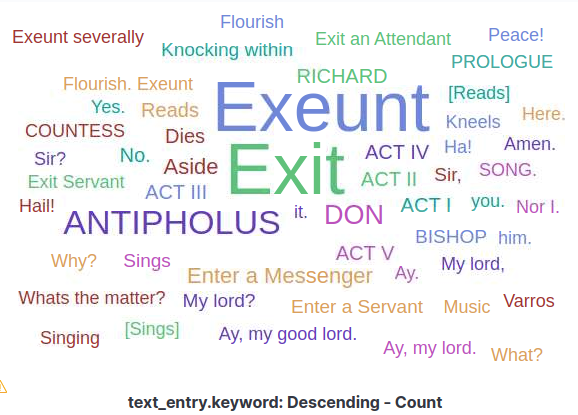 Flourish
Exeunt severally
Exit an Attendant
Peace!
Knocking within
PROLOGUE
RICHARD
Flourish. Exeunt
[Reads]
Yes.
Reads
Exeunt
Here.
COUNTESS
Dies
Kneels
Sir?
No.
ACT IV
Ha!
Amen.
Aside
Exit
Exit Servant
ACT II
Sir,
SONG.
ACT III
Hail!
it.
DON
ACT I
you.
Nor I.
ANTIPHOLUS
BISHOP
him.
Why?
Sings
ACT V
My lord,
Enter a Messenger
Ay.
Whats the matter?
My lord?
Enter a Servant
Music
Varros
Singing
[Sings]
Ay, my good lord.
Ay, my lord.
What?
text_entry.keyword: Descending - Count